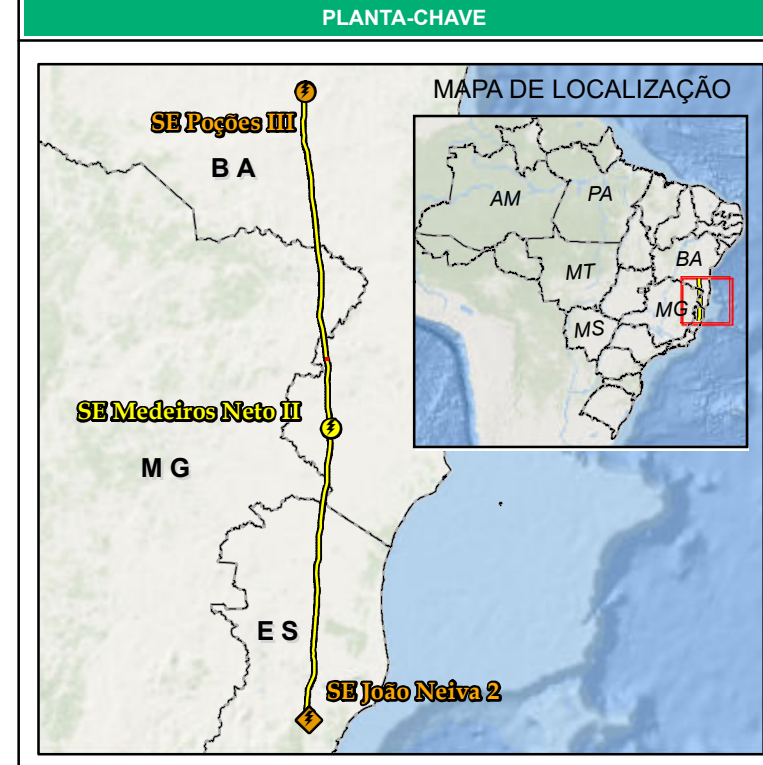 PLANTA-CHAVE
MAPA DE LOCALIZAÇÃO
SE Poções III
B A
AM
PA
BA
MT
MG
MS
SE Medeiros Neto II
M G
E S
SE João Neiva 2